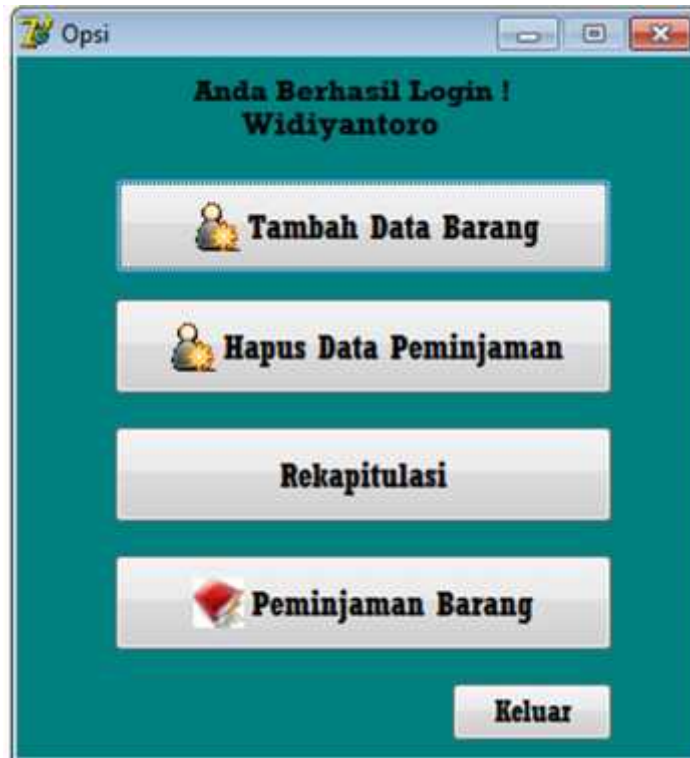 Opsi
Anda Berhasil Login !
Widiyantoro
Tambah Data Barang
Hapus Data Peminjaman
Rekapitulasi
Peminjaman Barang
Keluar